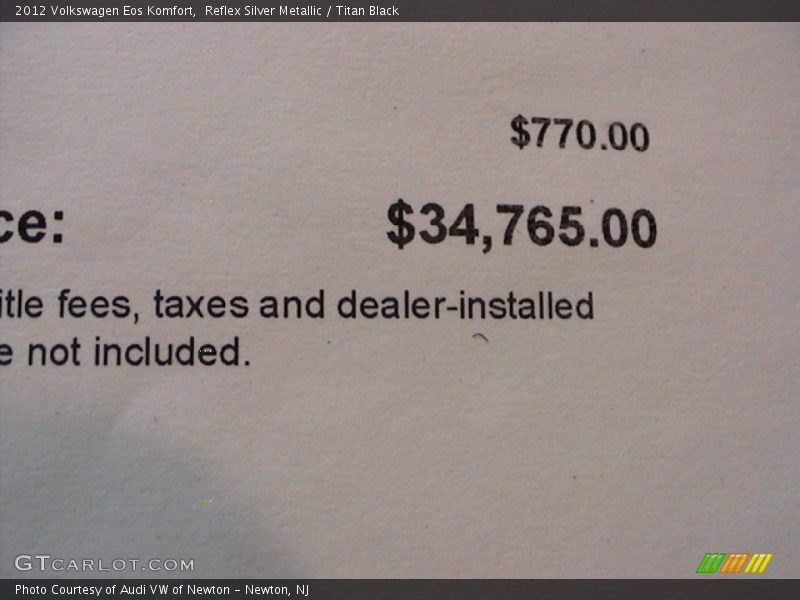 2012 Volkswagen Eos Komfort,  Reflex Silver Metallic / Titan Black
$770.00
ce: $34,765.00
itle fees, taxes and dealer-installed
e not included.
GTCARLOT.COM
Photo Courtesy of Audi VW of Newton – Newton, NJ